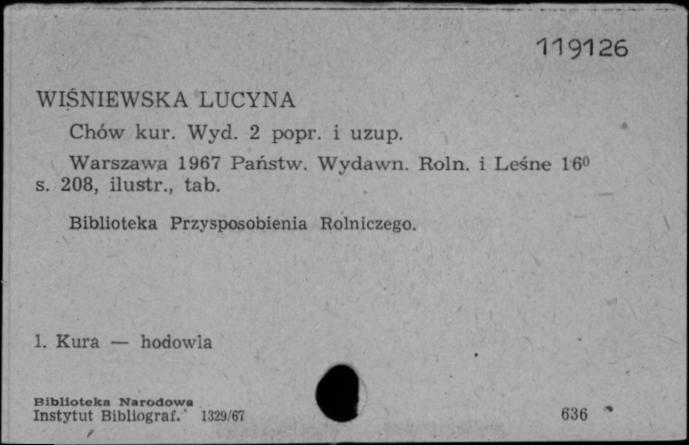 119126
WIŚNIEWSKA LUCYNA
Chów kur. Wyd. 2 popr. i uzup.
Warszawa 1967 Państw. Wydawn. Roln. i Leśne 16⁰
s. 208, ilustr., tab.
Biblioteka Przysposobienia Rolniczego.
1. Kura — hodowla
Biblioteka Narodowa
Instytut Bibliograf. 1329/67 636